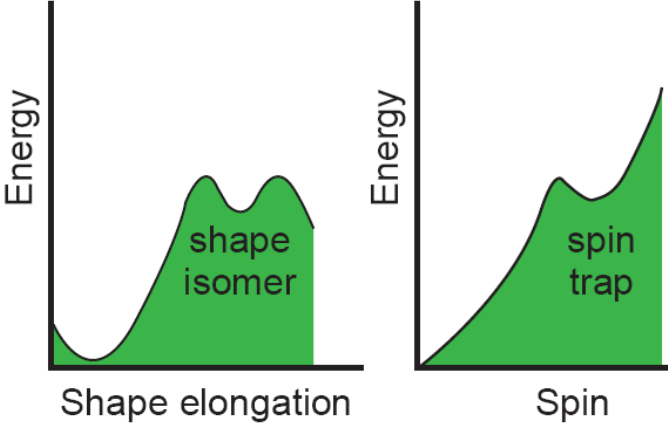 Energy
shape
isomer
Shape elongation
Energy
spin
trap
Spin